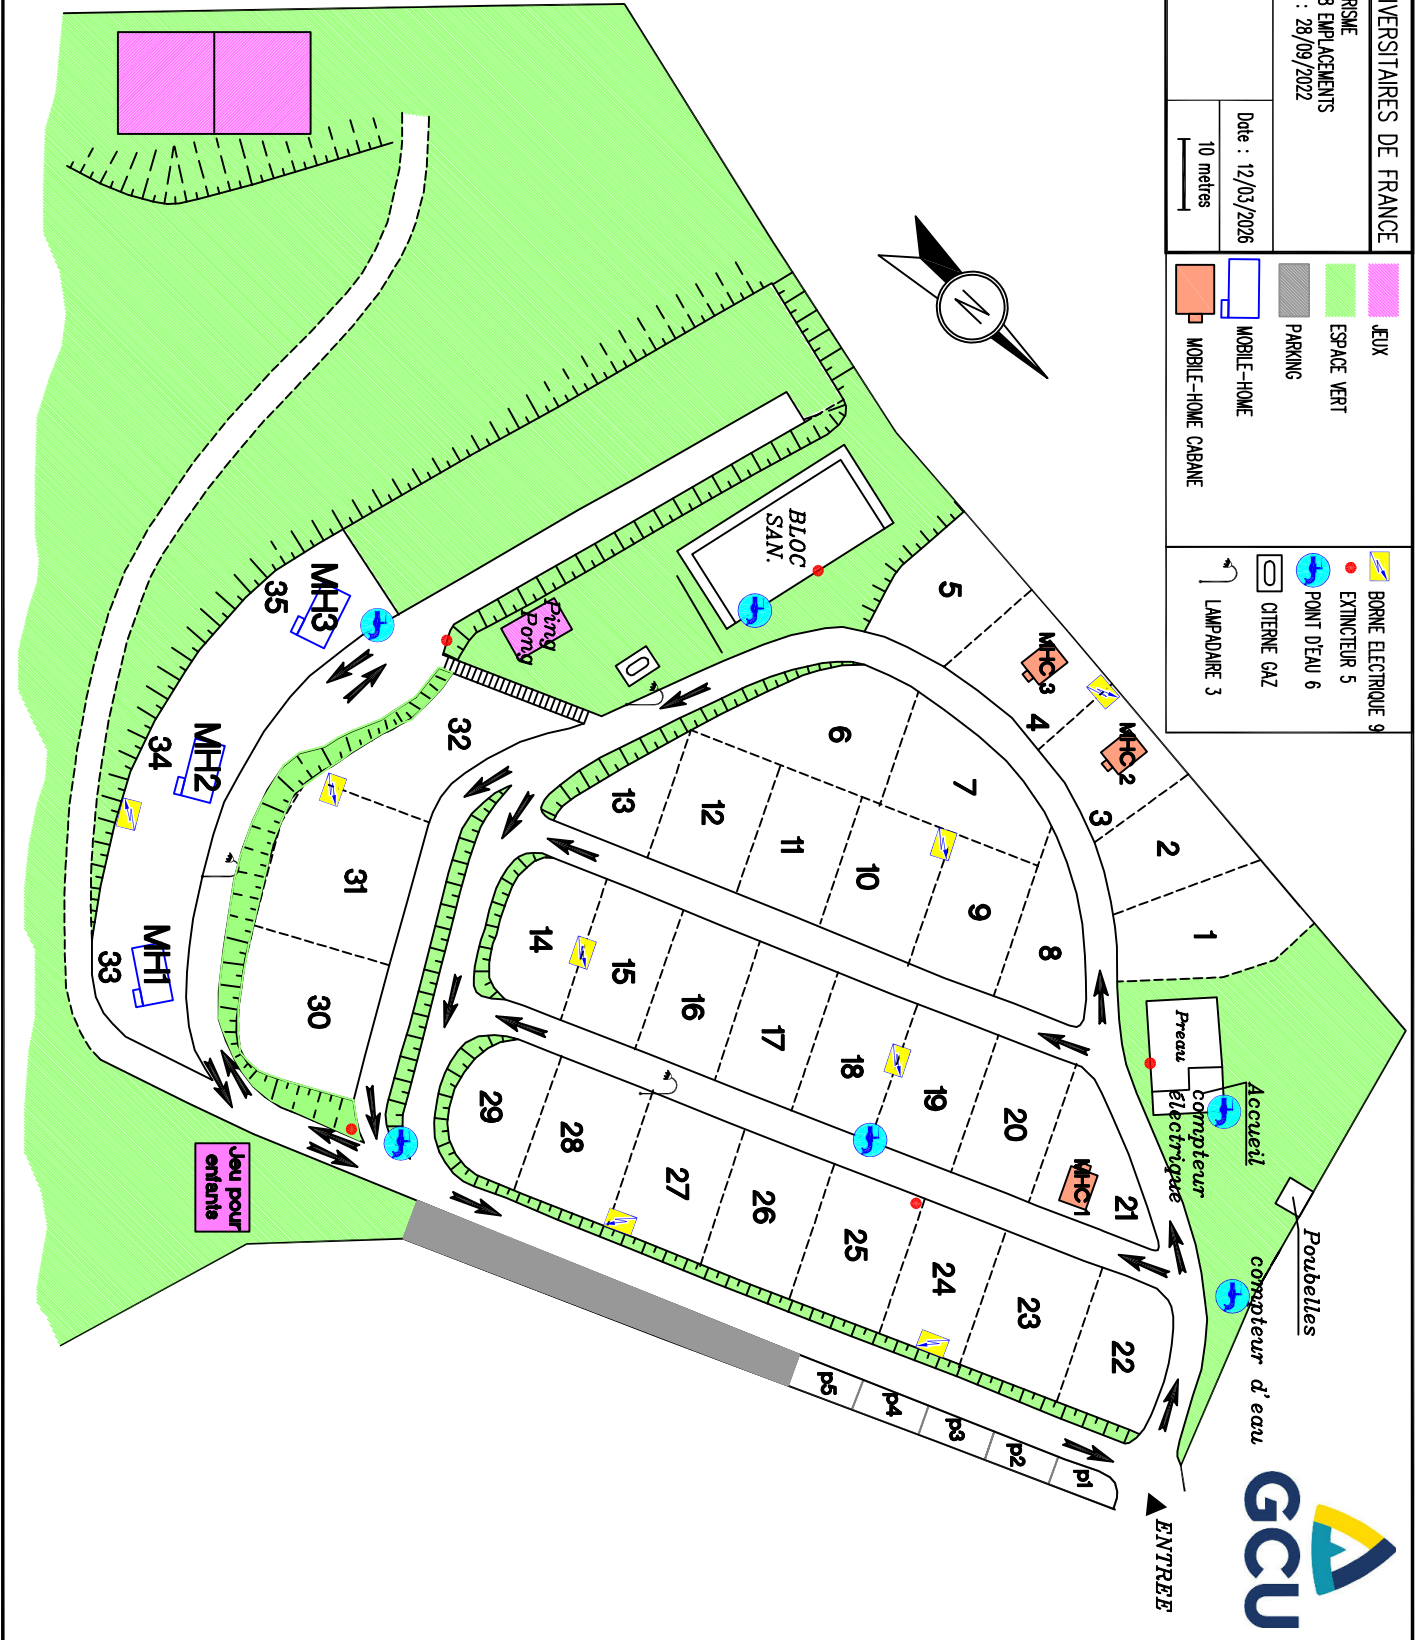 IVERSITAIRES DE FRANCE
RISME
EMPLACEMENTS
: 28/09/2022
Date : 12/03/2026
10 metres
JEUX
ESPACE VERT
PARKING
MOBILE-HOME
MOBILE-HOME CABANE
BORNE ELECTRIQUE 9
EXTINCTEUR 5
POINT D'EAU 6
CITERNE GAZ
LAMPADAIRE 3
N
BLOC
SAN.
Ping
Pong
5
MHC3
4
MHC2
3
2
1
6
7
13
12
11
10
9
8
14
15
16
17
18
19
20
MHC1
21
29
28
27
26
25
24
23
22
32
31
30
MH3
35
MH2
34
MH1
33
Preau
Accueil
compteur
électrique
Poubelles
compteur d'eau
Jeu pour
enfants
p5
p4
p3
p2
p1
ENTREE
GCU